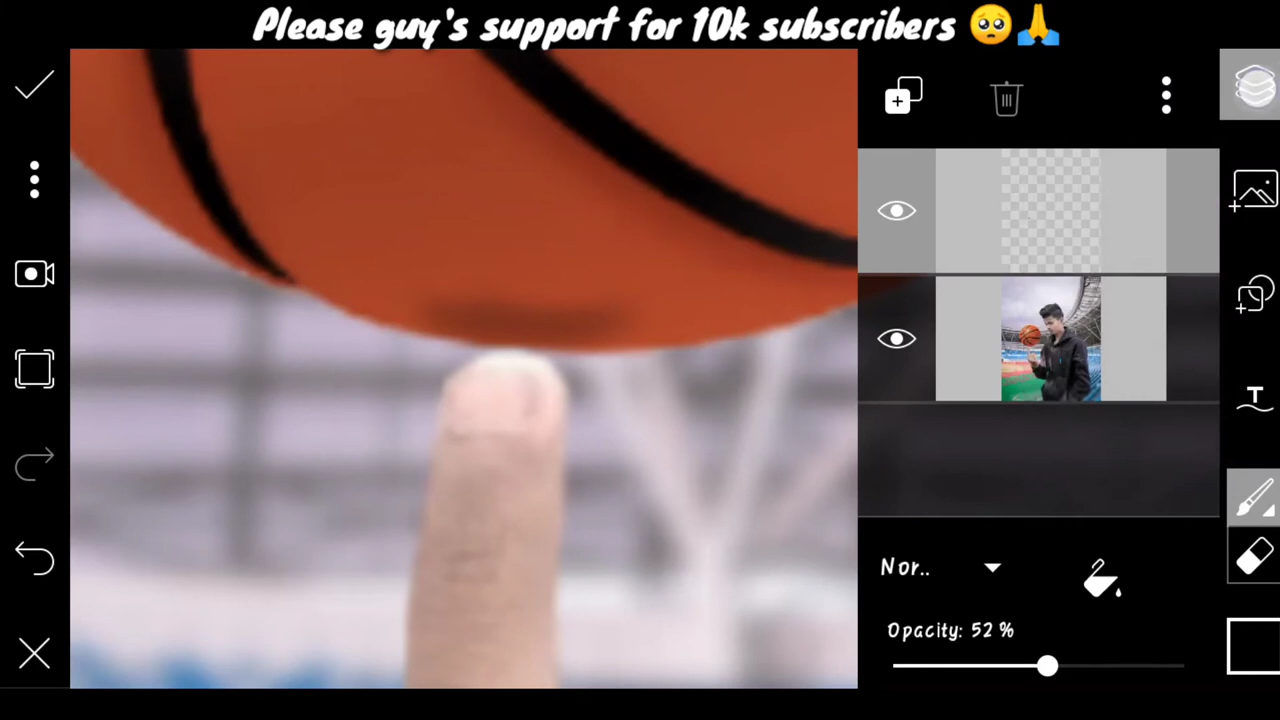 Please guy's support for 10k subscribers 🥺🙏
T
Nor..
Opacity: 52 %